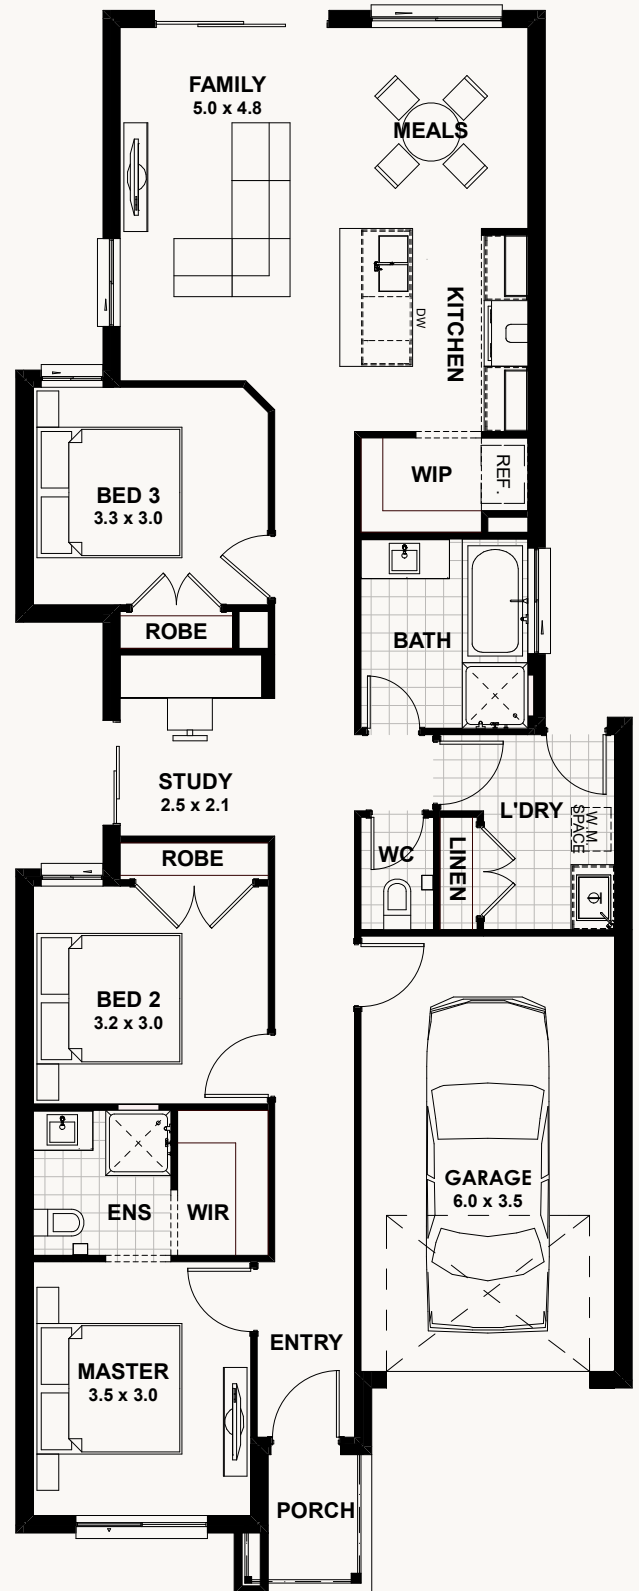 FAMILY
5.0 x 4.8
MEALS
KITCHEN
DW
WIP
REF.
BED 3
3.3 x 3.0
ROBE
BATH
STUDY
2.5 x 2.1
L'DRY
W.M.
SPACE
ROBE
WC
LINEN
BED 2
3.2 x 3.0
ENS
WIR
GARAGE
6.0 x 3.5
ENTRY
MASTER
3.5 x 3.0
PORCH